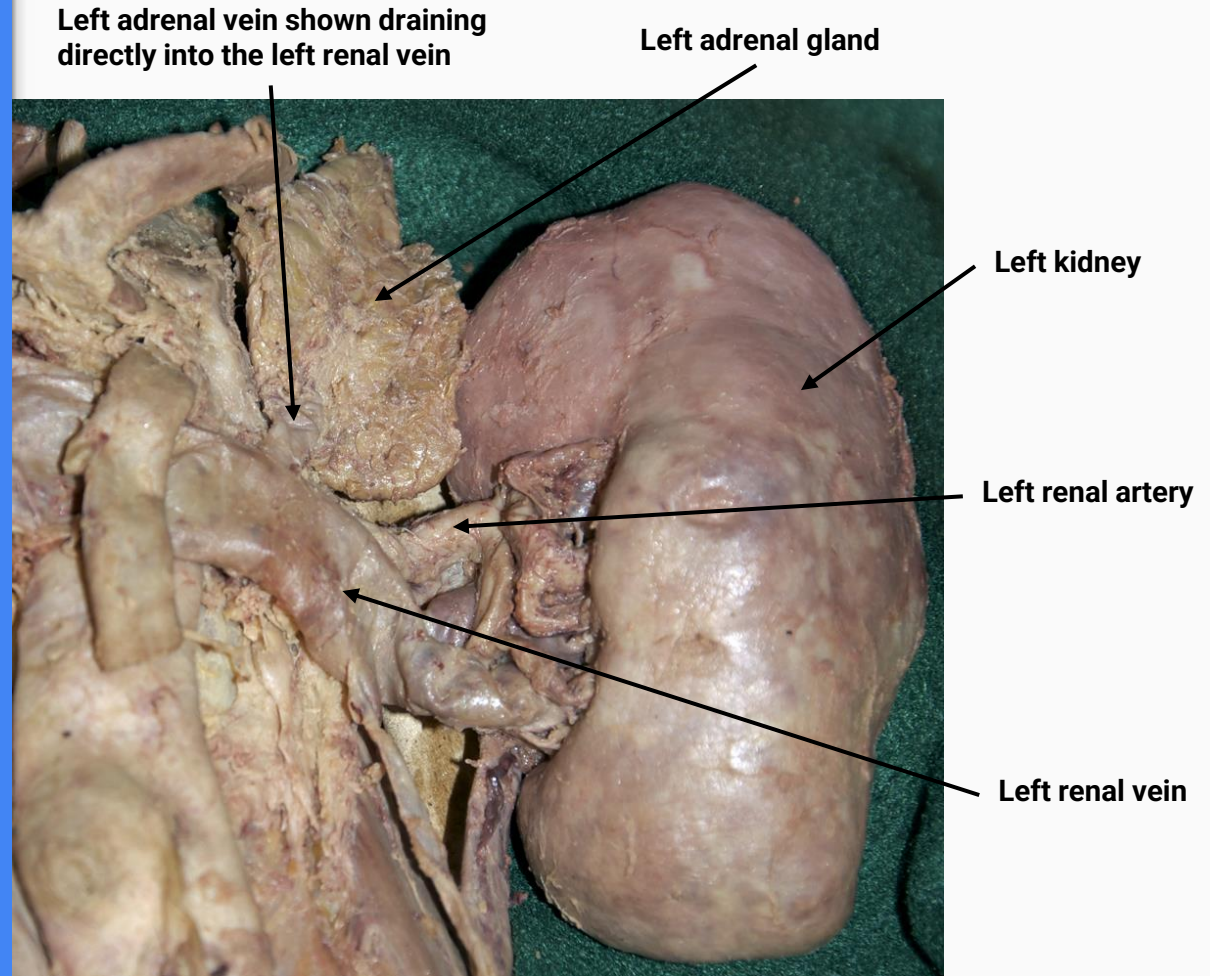 Left adrenal vein shown draining
directly into the left renal vein
Left adrenal gland
Left kidney
Left renal artery
Left renal vein